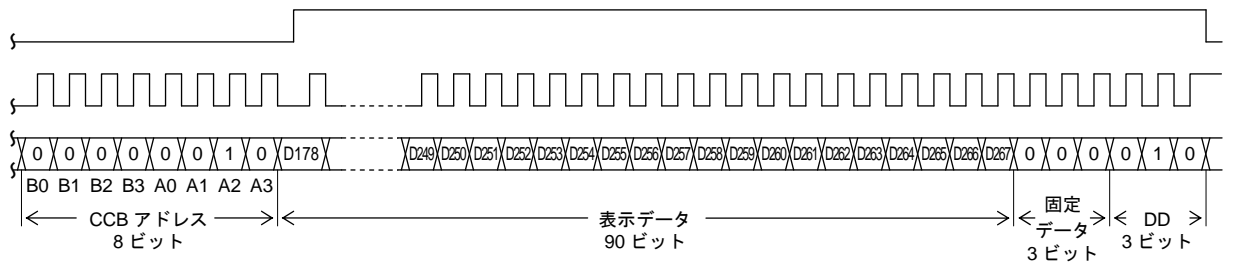 0 0 0 0 0 0 1 0 D178 D249 D250 D251 D252 D253 D254 D255 D256 D257 D258 D259 D260 D261 D262 D263 D264 D265 D266 D267 0 0 0 0 1 0
B0 B1 B2 B3 A0 A1 A2 A3
CCB アドレス
8 ビット
表示データ
90 ビット
固定
データ
3 ビット
DD
3 ビット